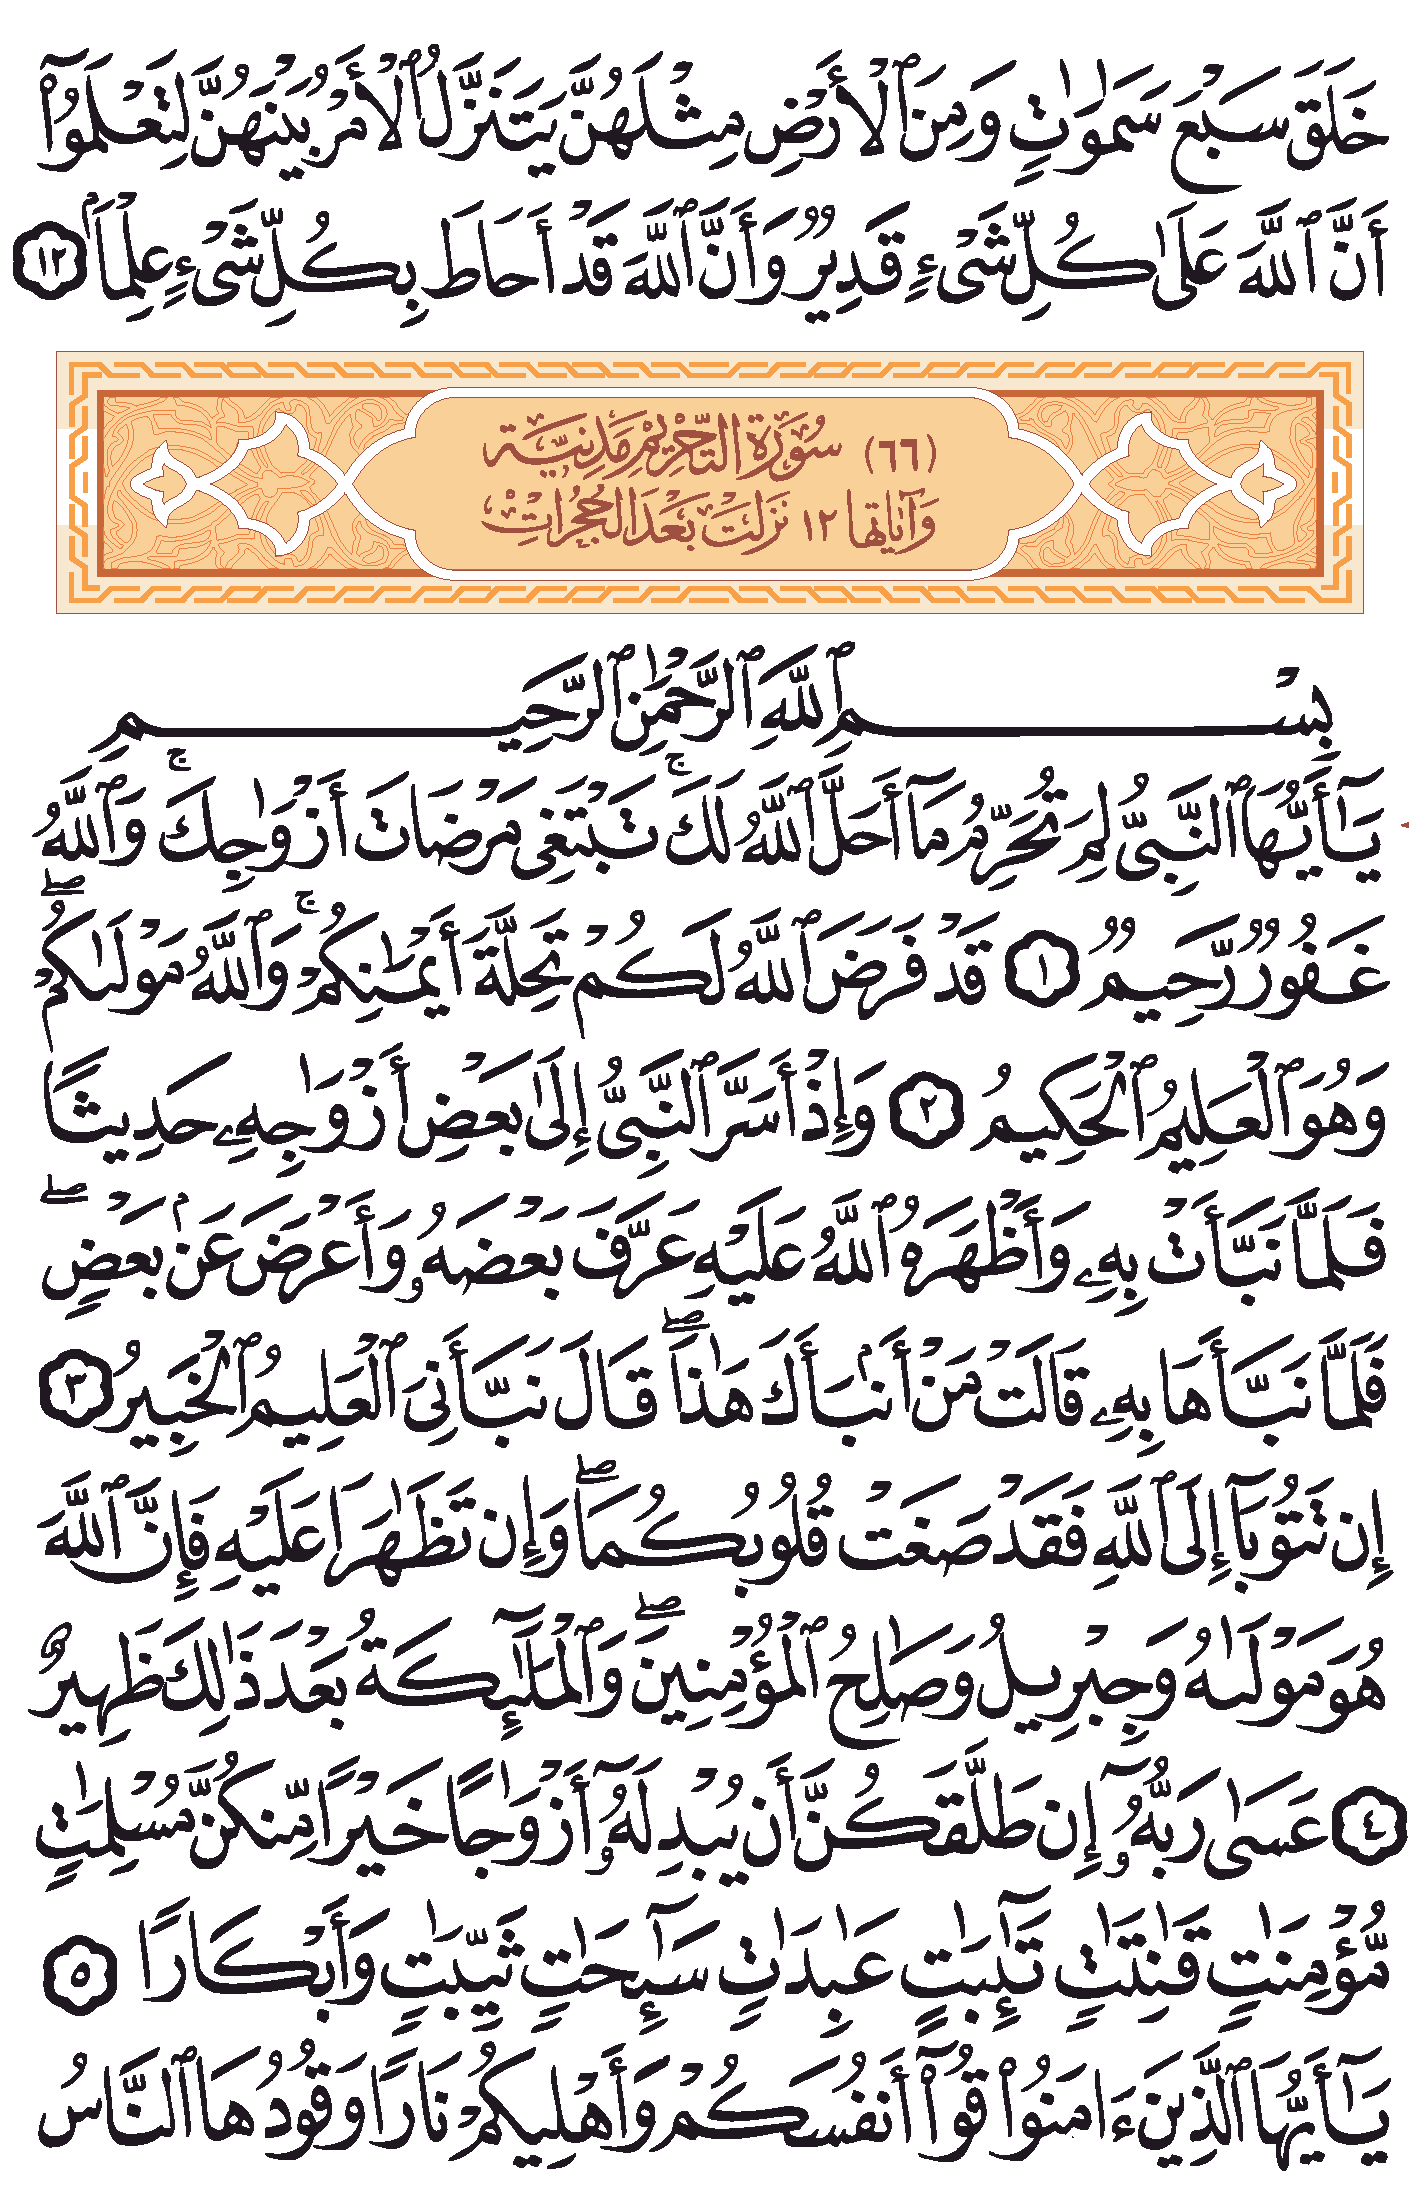 خَلَقَ سَبْعَ سَمَٰوَٰتٖ وَمِنَ ٱلْأَرْضِ مِثْلَهُنَّ يَتَنَزَّلُ ٱلْأَمْرُ بَيْنَهُنَّ لِتَعْلَمُوٓا۟
أَنَّ ٱللَّهَ عَلَىٰ كُلِّ شَىْءٖ قَدِيرٞ وَأَنَّ ٱللَّهَ قَدْ أَحَاطَ بِكُلِّ شَىْءٍ عِلْمَۢا ١٢
(٦٦) سُورَةُ التَّحْرِيْمِ مَدَنِيَّة
وَآيَاتُهَا ١٢ نَزَلَتْ بَعْدَ الحُجُرَاتْ
بِسْمِ ٱللَّهِ ٱلرَّحْمَٰنِ ٱلرَّحِيمِ
يَٰٓأَيُّهَا ٱلنَّبِىُّ لِمَ تُحَرِّمُ مَآ أَحَلَّ ٱللَّهُ لَكَۚ تَبْتَغِى مَرْضَاتَ أَزْوَٰجِكَۚ وَٱللَّهُ
غَفُورٞ رَّحِيمٞ ١ قَدْ فَرَضَ ٱللَّهُ لَكُمْ تَحِلَّةَ أَيْمَٰنِكُمْۚ وَٱللَّهُ مَوْلَىٰكُمْۖ
وَهُوَ ٱلْعَلِيمُ ٱلْحَكِيمُ ٢ وَإِذْ أَسَرَّ ٱلنَّبِىُّ إِلَىٰ بَعْضِ أَزْوَٰجِهِۦ حَدِيثًا
فَلَمَّا نَبَّأَتْ بِهِۦ وَأَظْهَرَهُ ٱللَّهُ عَلَيْهِ عَرَّفَ بَعْضَهُۥ وَأَعْرَضَ عَنۢ بَعْضٖۖ
فَلَمَّا نَبَّأَهَا بِهِۦ قَالَتْ مَنْ أَنۢبَأَكَ هَٰذَاۖ قَالَ نَبَّأَنِىَ ٱلْعَلِيمُ ٱلْخَبِيرُ ٣
إِن تَتُوبَآ إِلَى ٱللَّهِ فَقَدْ صَغَتْ قُلُوبُكُمَاۖ وَإِن تَظَٰهَرَا عَلَيْهِ فَإِنَّ ٱللَّهَ
هُوَ مَوْلَىٰهُ وَجِبْرِيلُ وَصَٰلِحُ ٱلْمُؤْمِنِينَۖ وَٱلْمَلَٰٓئِكَةُ بَعْدَ ذَٰلِكَ ظَهِيرٌ
٤ عَسَىٰ رَبُّهُۥٓ إِن طَلَّقَكُنَّ أَن يُبْدِلَهُۥٓ أَزْوَٰجًا خَيْرًا مِّنكُنَّ مُسْلِمَٰتٖ
مُّؤْمِنَٰتٖ قَٰنِتَٰتٖ تَٰٓئِبَٰتٍ عَٰبِدَٰتٖ سَٰٓئِحَٰتٖ ثَيِّبَٰتٖ وَأَبْكَارًا ٥
يَٰٓأَيُّهَا ٱلَّذِينَ ءَامَنُوا۟ قُوٓا۟ أَنفُسَكُمْ وَأَهْلِيكُمْ نَارًا وَقُودُهَا ٱلنَّاسُ